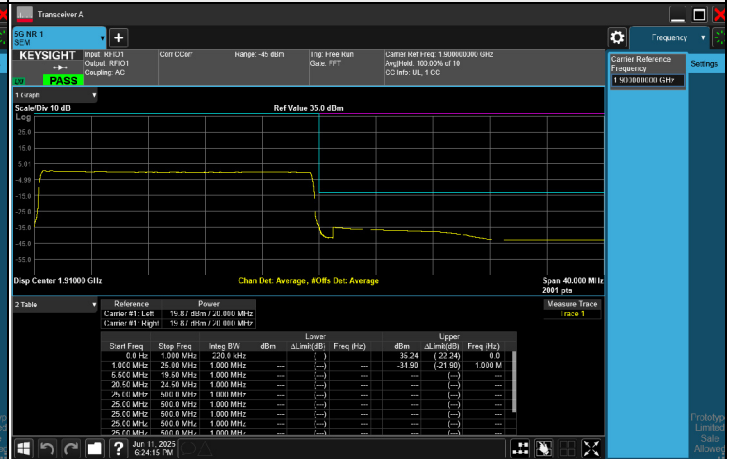 Transceiver A
5G NR 1
SEM
Frequency
KEYSIGHT
PASS
Input: RFIO1
Output: RFIO1
Coupling: AC
Corr CCorr
Range: -45 dBm
Trig: Free Run
Gate: FFT
Carrier Ref Freq: 1.900000000 GHz
Avg|Hold: 100.00% of 10
CC Info: UL, 1 CC
Carrier Reference
Frequency
1.900000000 GHz
Settings
1 Graph
Scale/Div 10 dB
Ref Value 35.0 dBm
Log
25.0
15.0
5.01
-4.99
-15.0
-25.0
-35.0
-45.0
-55.0
Disp Center 1.91000 GHz
Chan Det: Average , #Offs Det: Average
Span 40.000 MHz
2001 pts
2 Table
Reference Power
Carrier #1: Left 19.87 dBm / 20.000 MHz
Carrier #1: Right 19.87 dBm / 20.000 MHz
Measure Trace
Trace 1
Lower Upper
Start Freq Stop Freq Integ BW dBm ΔLimit(dB) Freq (Hz) dBm ΔLimit(dB) Freq (Hz)
0.0 Hz 1.000 MHz 220.0 kHz (---) 35.24 (-22.24) 0.0
1.000 MHz 25.00 MHz 1.000 MHz --- (---) --- -34.90 (-21.90) 1.000 M
5.500 MHz 19.50 MHz 1.000 MHz --- (---) --- --- (---) ---
20.50 MHz 24.50 MHz 1.000 MHz --- (---) --- --- (---) ---
25.00 MHz 500.0 MHz 1.000 MHz --- (---) --- --- (---) ---
25.00 MHz 500.0 MHz 1.000 MHz --- (---) --- --- (---) ---
25.00 MHz 500.0 MHz 1.000 MHz --- (---) --- --- (---) ---
25.00 MHz 500.0 MHz 1.000 MHz --- (---) --- --- (---) ---
25.00 MHz 500.0 MHz 1.000 MHz --- (---) --- --- (---) ---
?
Jun 11, 2025
6:24:15 PM
Prototyp
Limited
Sale
Allowed